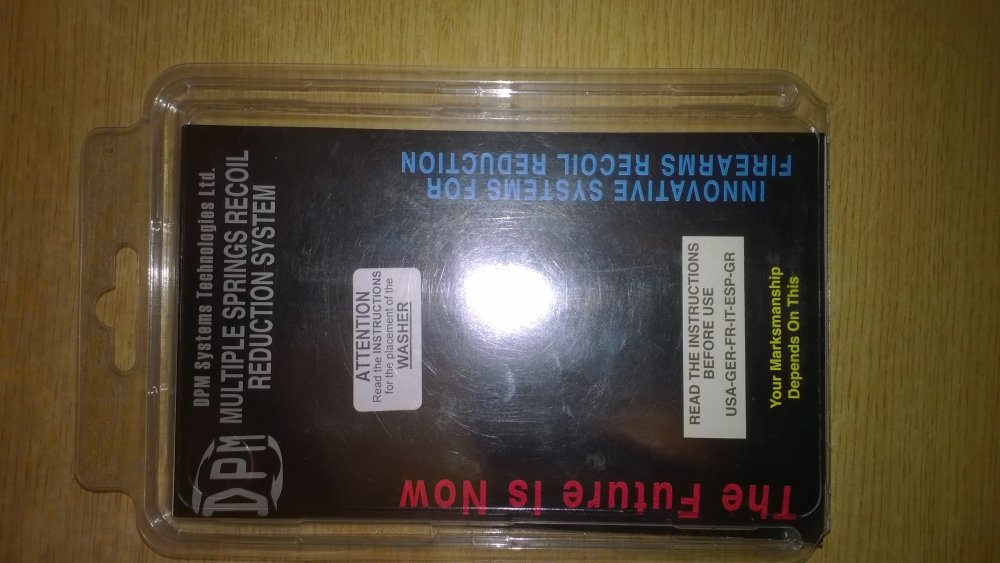 DPM Systems Technologies Ltd.
DPM MULTIPLE SPRINGS RECOIL
REDUCTION SYSTEM
INNOVATIVE SYSTEMS FOR
FIREARMS RECOIL REDUCTION
ATTENTION
Read the INSTRUCTIONS
for the placement of the
WASHER
The Future Is Now
READ THE INSTRUCTIONS
BEFORE USE
USA-GER-FR-IT-ESP-GR
Your Marksmanship
Depends On This